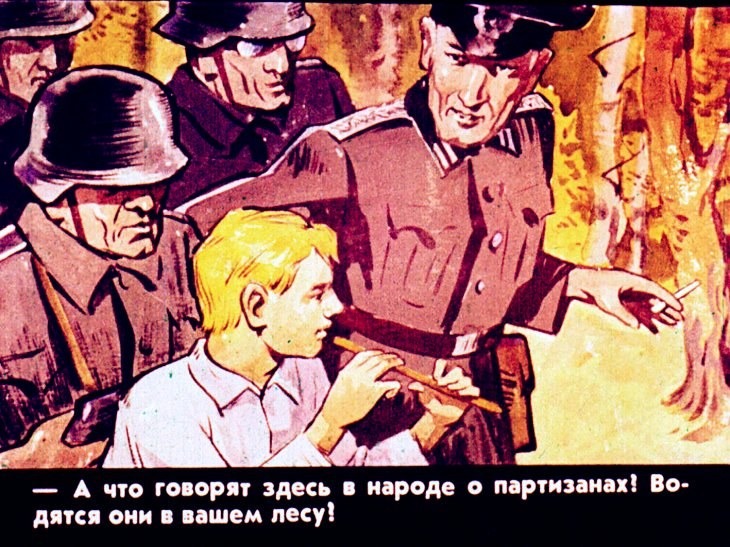 — А что говорят здесь в народе о партизанах? Во-
дятся они в вашем лесу?